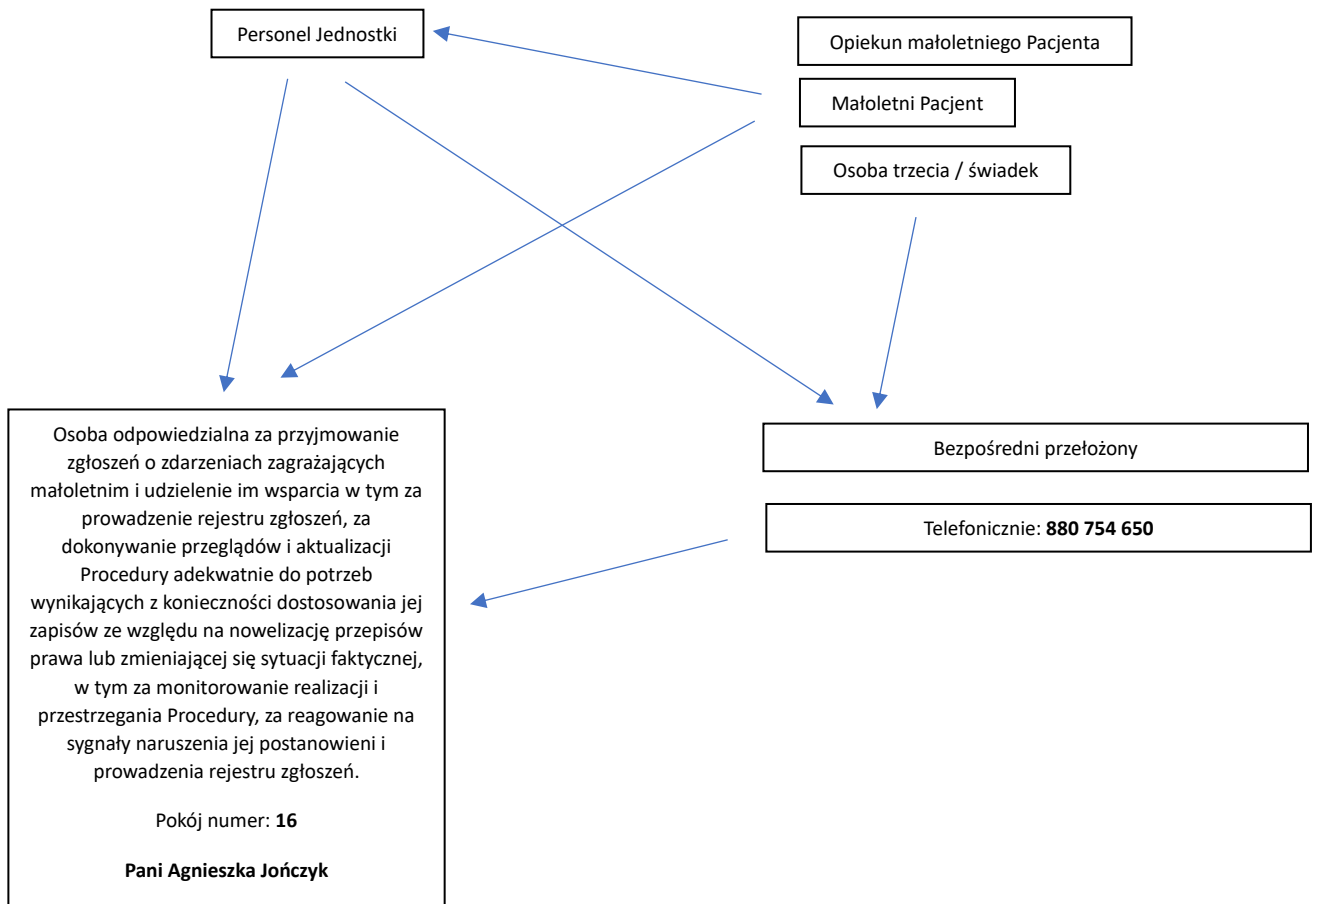 Personel Jednostki
Opiekun małoletniego Pacjenta
Małoletni Pacjent
Osoba trzecia / świadek
Osoba odpowiedzialna za przyjmowanie
zgłoszeń o zdarzeniach zagrażających
małoletnim i udzielenie im wsparcia w tym za
prowadzenie rejestru zgłoszeń, za
dokonywanie przeglądów i aktualizacji
Procedury adekwatnie do potrzeb
wynikających z konieczności dostosowania jej
zapisów ze względu na nowelizację przepisów
prawa lub zmieniającej się sytuacji faktycznej,
w tym za monitorowanie realizacji i
przestrzegania Procedury, za reagowanie na
sygnały naruszenia jej postanowieni i
prowadzenia rejestru zgłoszeń.
Pokój numer: 16
Pani Agnieszka Jończyk
Bezpośredni przełożony
Telefonicznie: 880 754 650